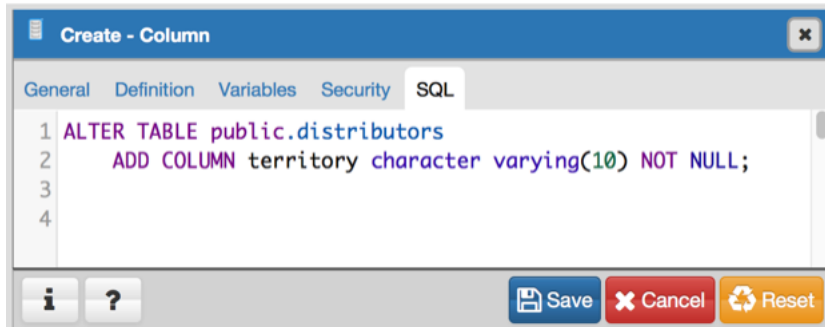 Create - Column
General Definition Variables Security SQL
1 ALTER TABLE public.distributors
2 ADD COLUMN territory character varying(10) NOT NULL;
3
4
i ? Save Cancel Reset